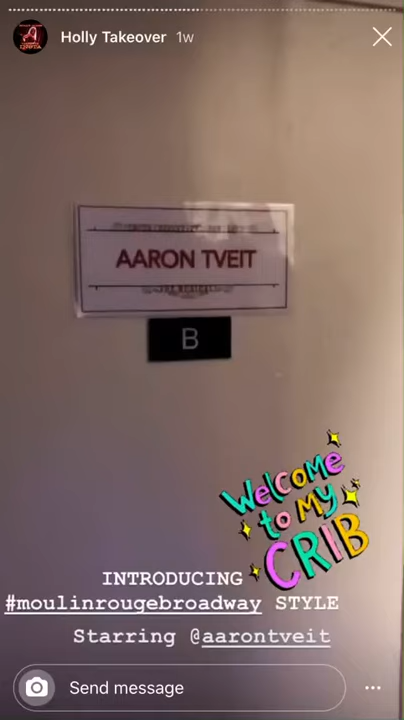 Holly Takeover 1w
AARON TVEIT
B
Welcome
to My
CRIB
INTRODUCING
#moulinrougebroadway STYLE
Starring @aarontveit
Send message